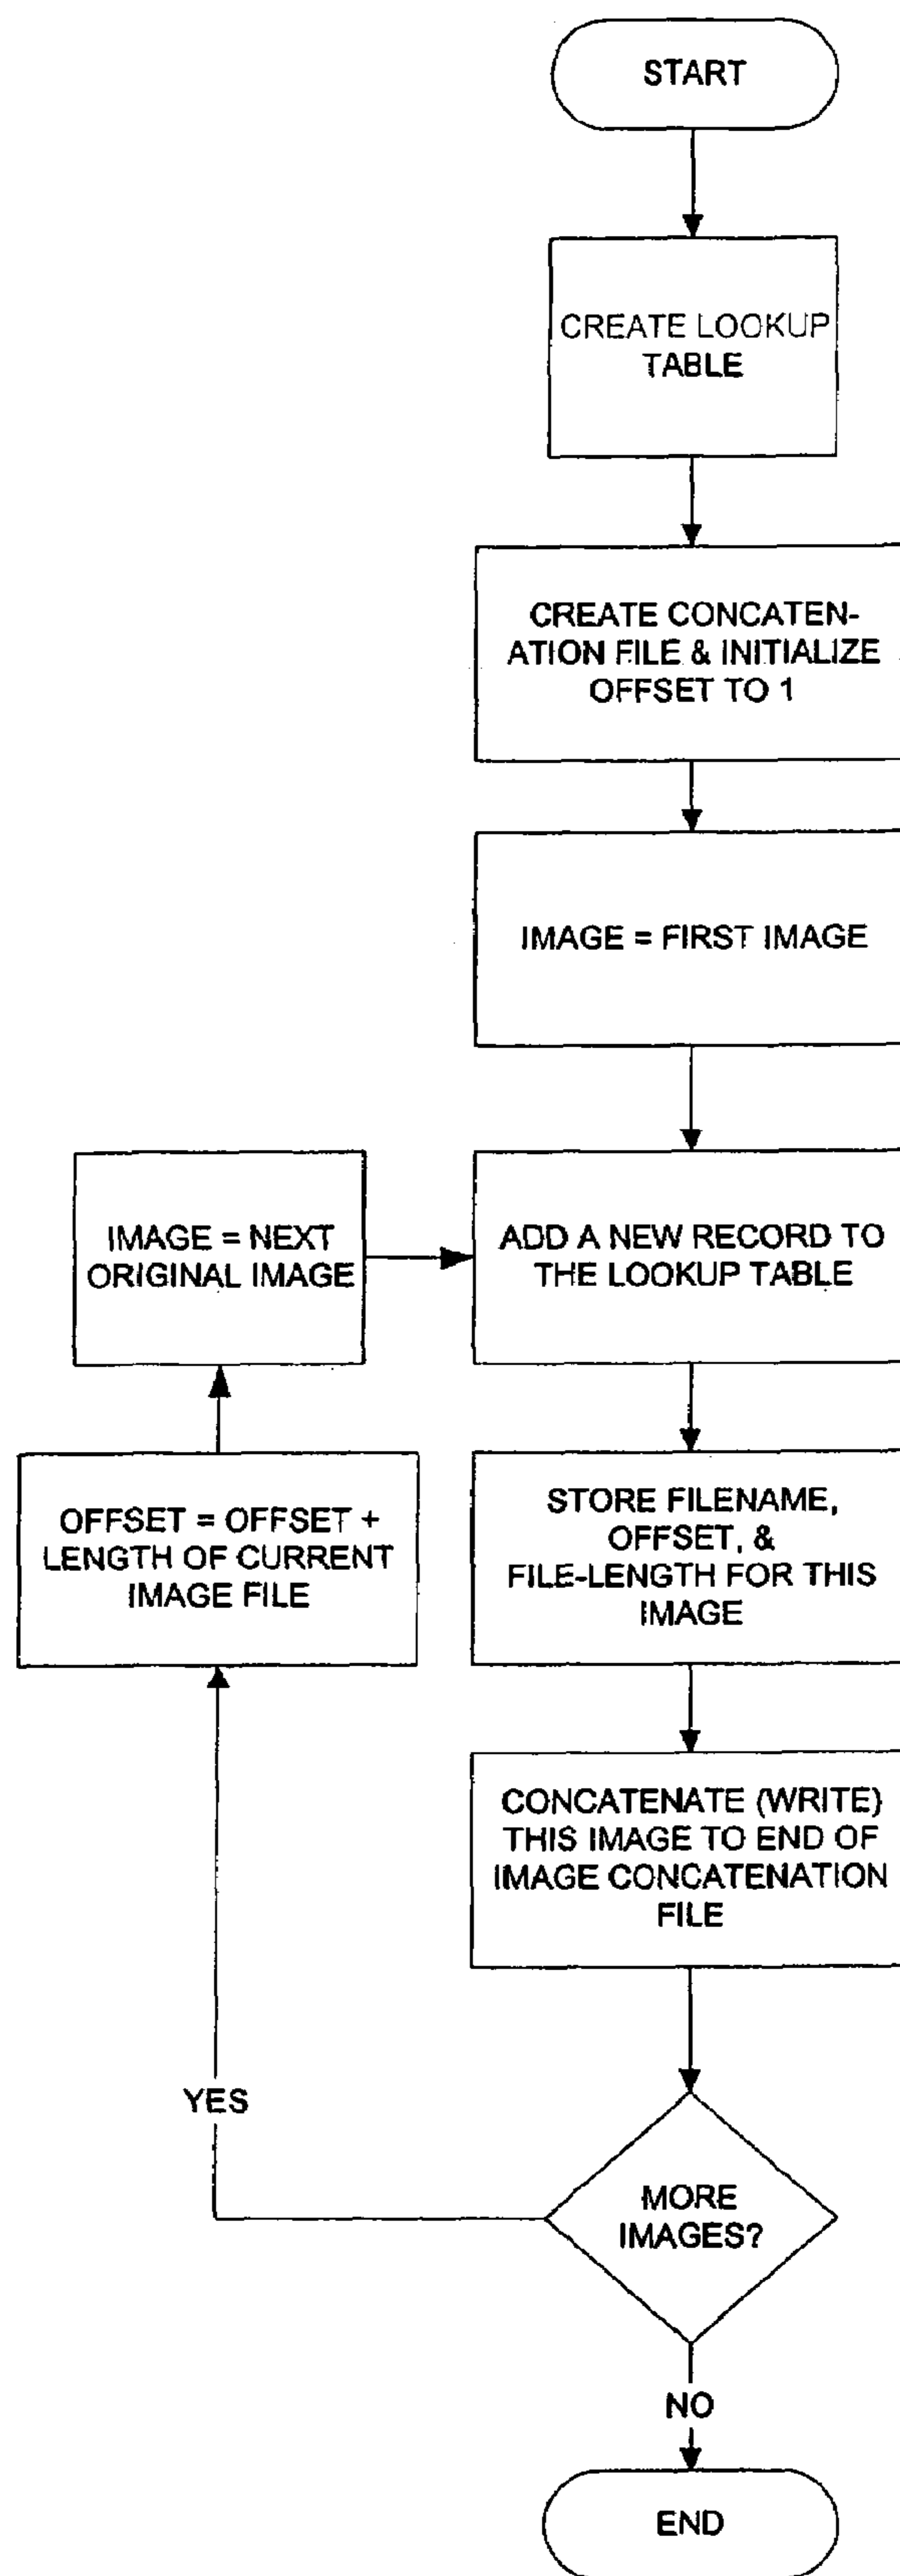 START
CREATE LOOKUP
TABLE
CREATE CONCATEN-
ATION FILE & INITIALIZE
OFFSET TO 1
IMAGE = FIRST IMAGE
IMAGE = NEXT
ORIGINAL IMAGE
ADD A NEW RECORD TO
THE LOOKUP TABLE
OFFSET = OFFSET +
LENGTH OF CURRENT
IMAGE FILE
STORE FILENAME,
OFFSET, &
FILE-LENGTH FOR THIS
IMAGE
CONCATENATE (WRITE)
THIS IMAGE TO END OF
IMAGE CONCATENATION
FILE
YES
MORE
IMAGES?
NO
END